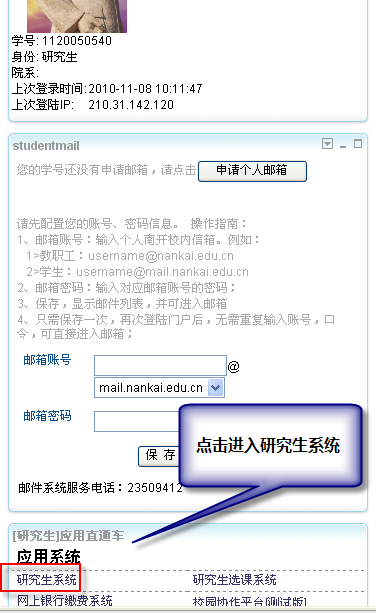 学号: 1120050540
身份: 研究生
院系:
上次登录时间:2010-11-08 10:11:47
上次登陆IP: 210.31.142.120
studentmail
您的学号还没有申请邮箱，请点击 申请个人邮箱
请先配置您的账号、密码信息。 操作指南：
1、邮箱账号：输入个人南开校内信箱。例如：
1>教职工：username@nankai.edu.cn
2>学生：username@mail.nankai.edu.cn
2、邮箱密码：输入对应邮箱账号的密码；
3、保存，显示邮件列表，并可进入邮箱
4、只需保存一次，再次登陆门户后，无需重复输入账号，口
令，可直接进入邮箱；
邮箱账号 @
mail.nankai.edu.cn
邮箱密码
保 存
点击进入研究生系统
邮件系统服务电话：23509412
[研究生]应用直通车
应用系统
研究生系统 研究生选课系统
网上银行缴费系统 校园协作平台[测试版]